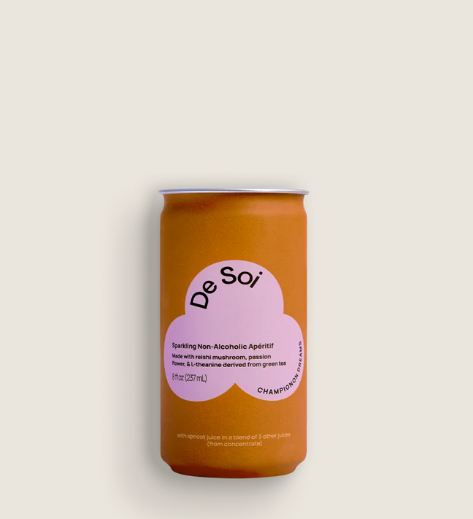 De Soi
Sparkling Non-Alcoholic Apéritif
Made with reishi mushroom, passion
flower, & L-theanine derived from green tea
8 fl oz (237 mL)
CHAMPIGNON DREAMS
with apricot juice in a blend of 3 other juices
(from concentrate)